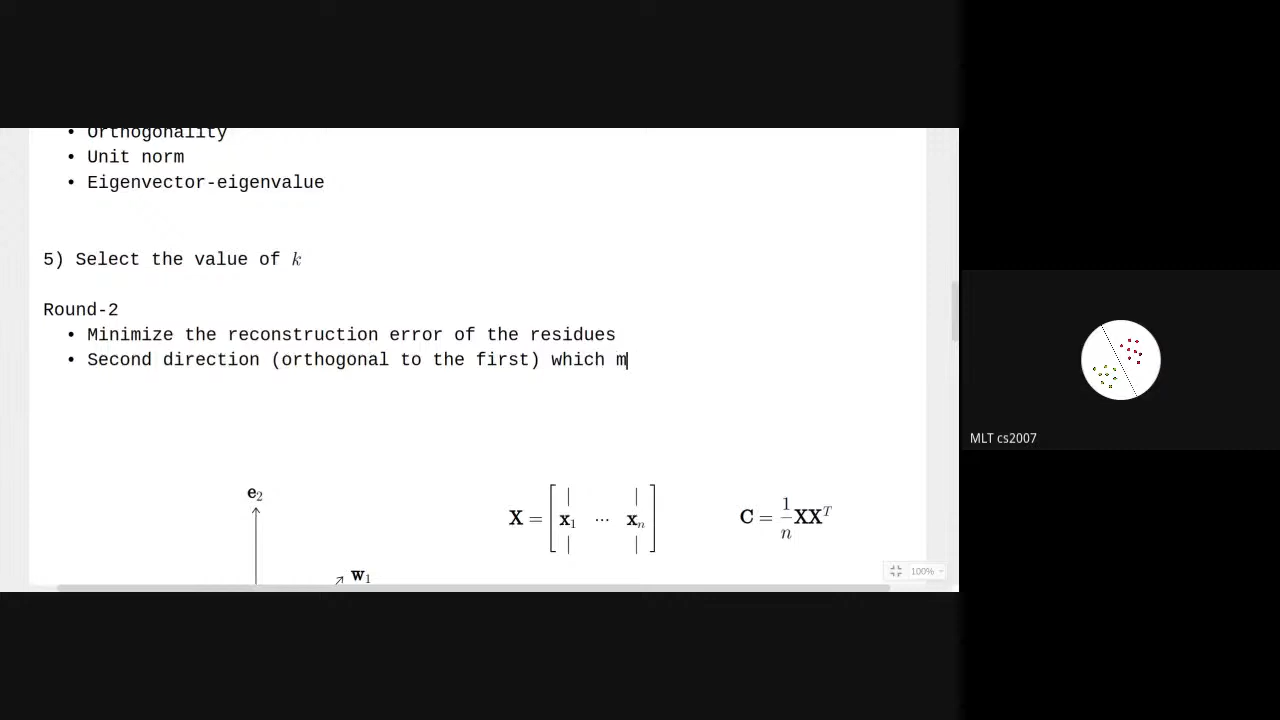 • Orthogonality
• Unit norm
• Eigenvector-eigenvalue
5) Select the value of k
Round-2
• Minimize the reconstruction error of the residues
• Second direction (orthogonal to the first) which m
e₂
X = [ | | x₁ ⋯ xₙ | | ]
C = 1/n XXᵀ
w₁
100%
MLT cs2007